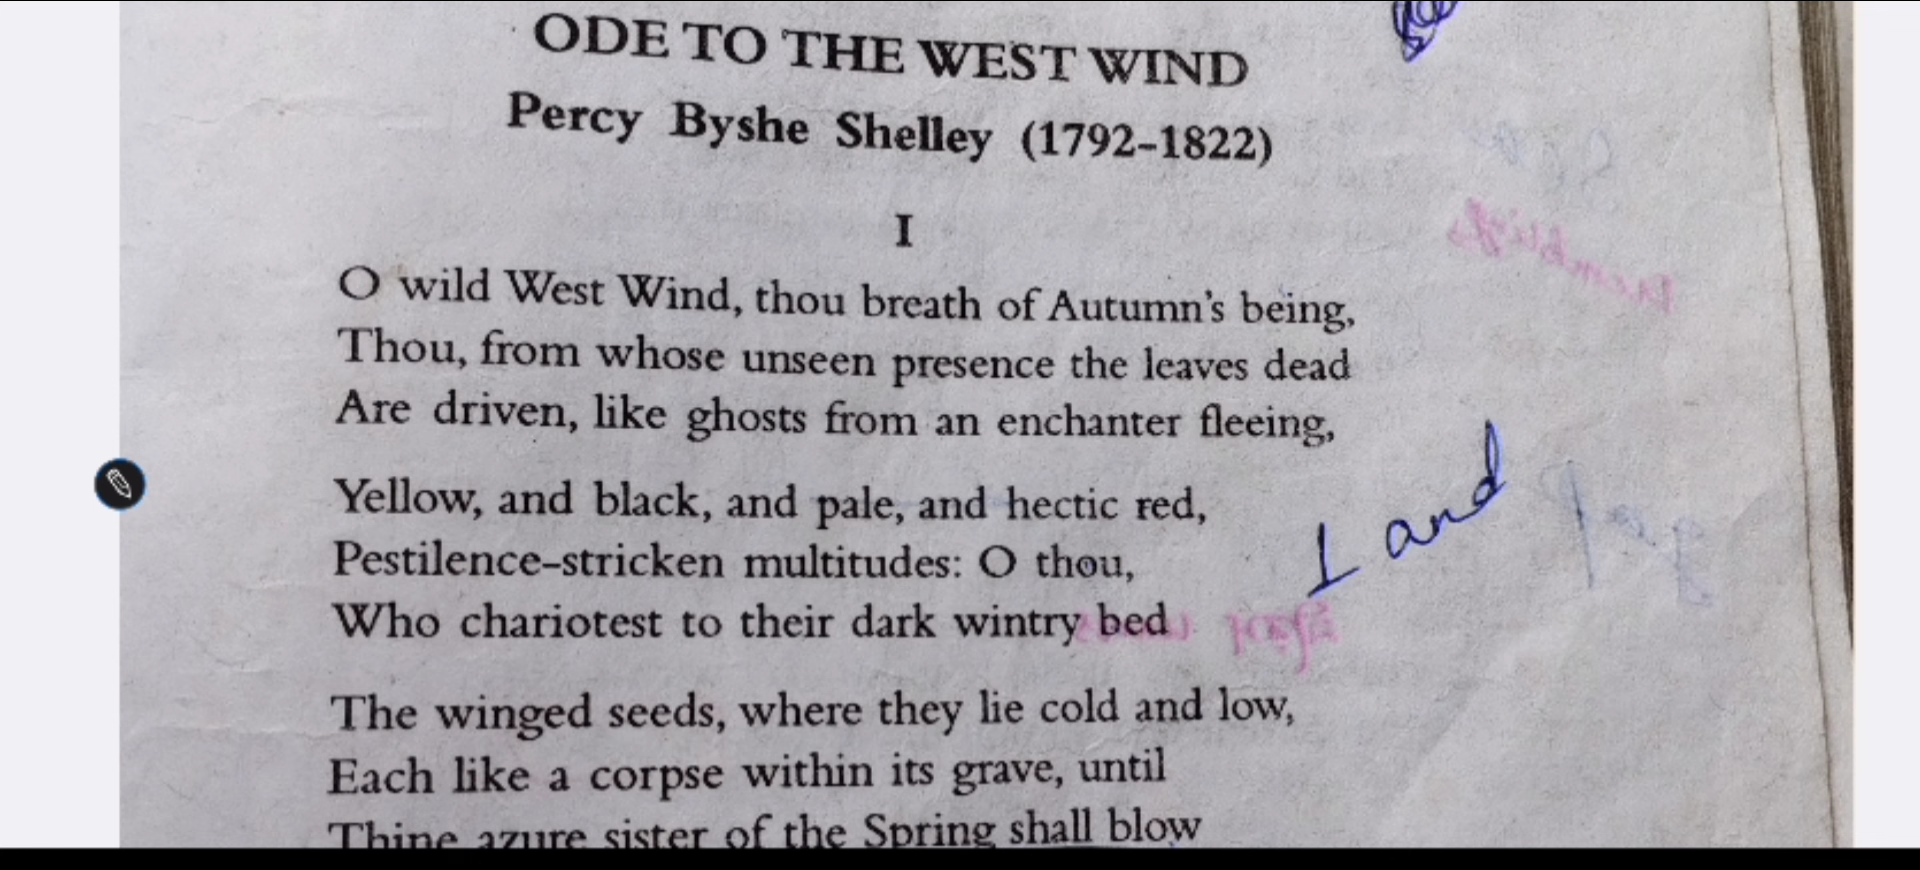 ODE TO THE WEST WIND
Percy Byshe Shelley (1792–1822)
I
O wild West Wind, thou breath of Autumn's being,
Thou, from whose unseen presence the leaves dead
Are driven, like ghosts from an enchanter fleeing,
Yellow, and black, and pale, and hectic red,
Pestilence-stricken multitudes: O thou,
Who chariotest to their dark wintry bed
I and
The winged seeds, where they lie cold and low,
Each like a corpse within its grave, until
Thine azure sister of the Spring shall blow